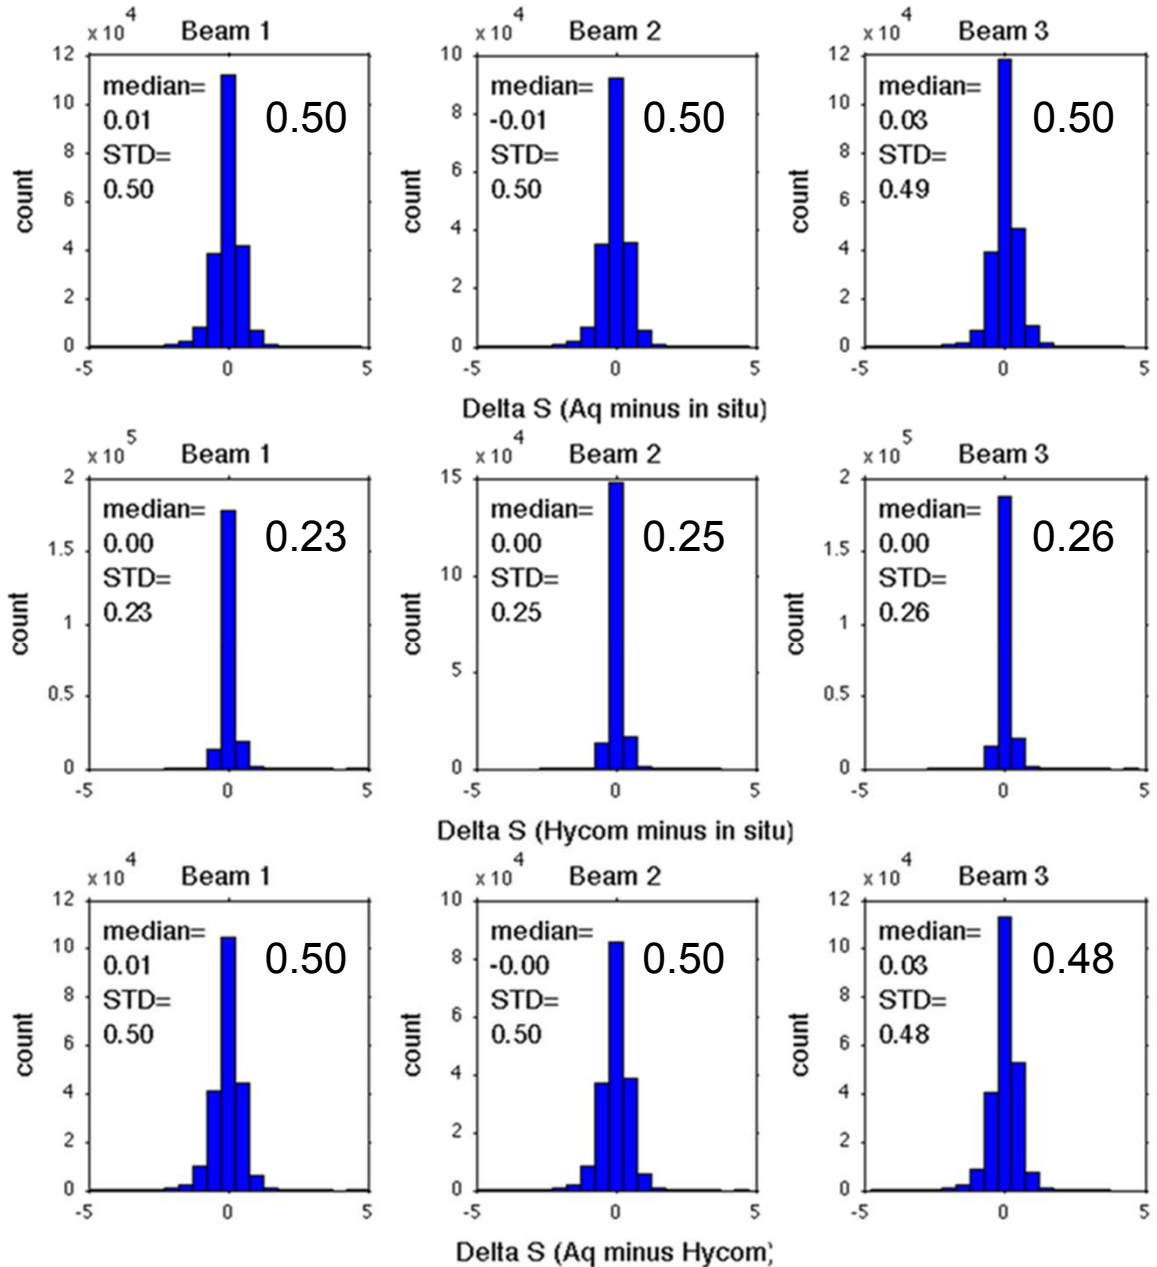 x 10^4 Beam 1
12
10
8
6
4
2
0
-5 0 5
count
median=
0.01
STD=
0.50
0.50
x 10^4 Beam 2
10
8
6
4
2
0
-5 0 5
count
median=
-0.01
STD=
0.50
0.50
x 10^4 Beam 3
12
10
8
6
4
2
0
-5 0 5
count
median=
0.03
STD=
0.49
0.50
Delta S (Aq minus in situ)
x 10^5 Beam 1
2
1.5
1
0.5
0
-5 0 5
count
median=
0.00
STD=
0.23
0.23
x 10^4 Beam 2
15
10
5
0
-5 0 5
count
median=
0.00
STD=
0.25
0.25
x 10^5 Beam 3
2
1.5
1
0.5
0
-5 0 5
count
median=
0.00
STD=
0.26
0.26
Delta S (Hycom minus in situ)
x 10^4 Beam 1
12
10
8
6
4
2
0
-5 0 5
count
median=
0.01
STD=
0.50
0.50
x 10^4 Beam 2
10
8
6
4
2
0
-5 0 5
count
median=
-0.00
STD=
0.50
0.50
x 10^4 Beam 3
12
10
8
6
4
2
0
-5 0 5
count
median=
0.03
STD=
0.48
0.48
Delta S (Aq minus Hycom)